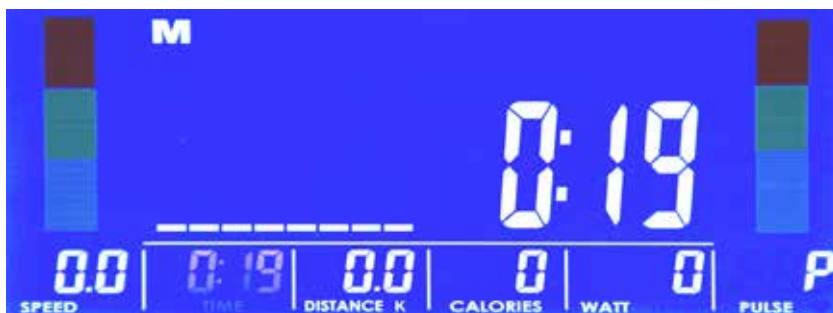 M
0:19
0.0 0:19 0.0 0 0 P
SPEED TIME DISTANCE K CALORIES WATT PULSE